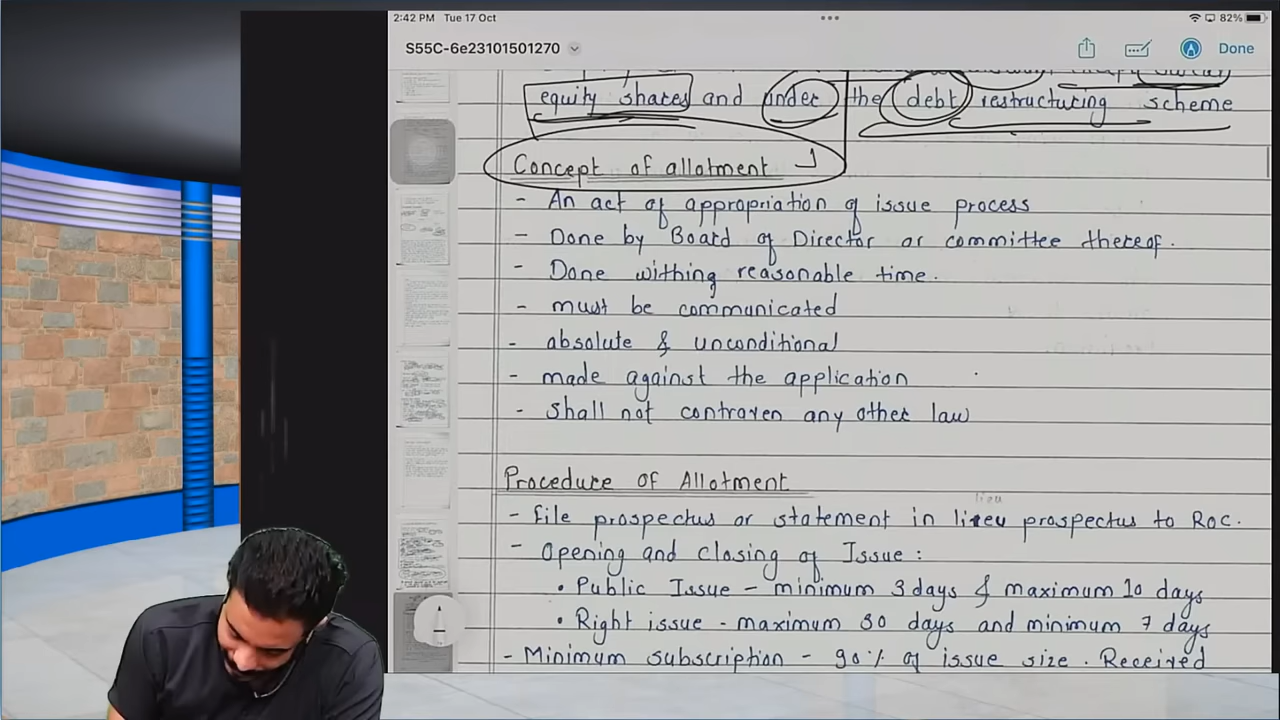 2:42 PM Tue 17 Oct
82%
S55C-6e23101501270
Done
equity shares and under the debt restructuring scheme
Concept of allotment
- An act of appropriation of issue process
- Done by Board of Director or committee thereof.
- Done withing reasonable time.
- must be communicated
- absolute & unconditional
- made against the application
- shall not contraven any other law
Procedure of Allotment
lieu
- File prospectus or statement in lireu prospectus to ROC.
- Opening and closing of Issue :
• Public Issue - minimum 3 days & maximum 10 days
• Right issue - maximum 30 days and minimum 7 days
- Minimum subscription - 90% of issue size. Received